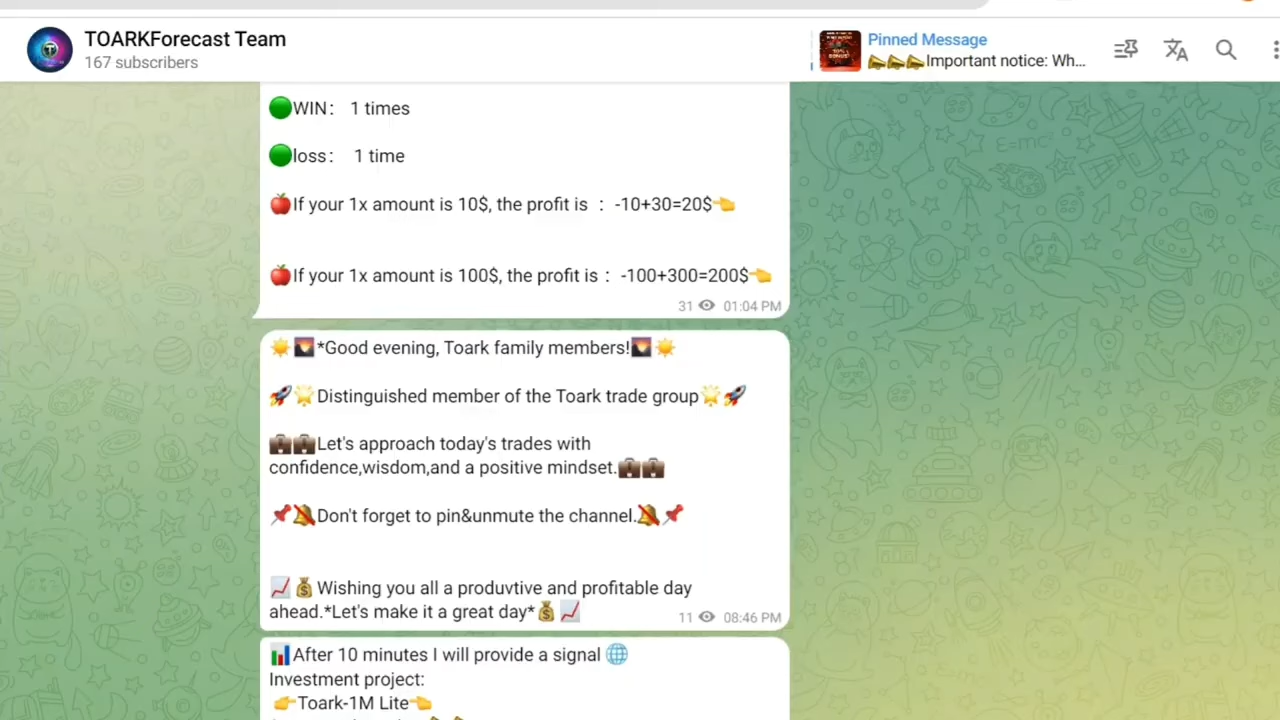 TOARKForecast Team
167 subscribers
Pinned Message
📣📣📣Important notice: Wh...
🟢WIN： 1 times
🟢loss： 1 time
🍎If your 1x amount is 10$, the profit is ： -10+30=20$👈
🍎If your 1x amount is 100$, the profit is： -100+300=200$👈
31 01:04 PM
☀️🌄*Good evening, Toark family members!🌄☀️
🚀🌟Distinguished member of the Toark trade group🌟🚀
💼💼Let's approach today's trades with
confidence,wisdom,and a positive mindset.💼💼
📌🔕Don't forget to pin&unmute the channel.🔕📌
📈💰Wishing you all a produvtive and profitable day
ahead.*Let's make it a great day*💰📈
11 08:46 PM
📊After 10 minutes I will provide a signal 🌐
Investment project:
👉Toark-1M Lite👈